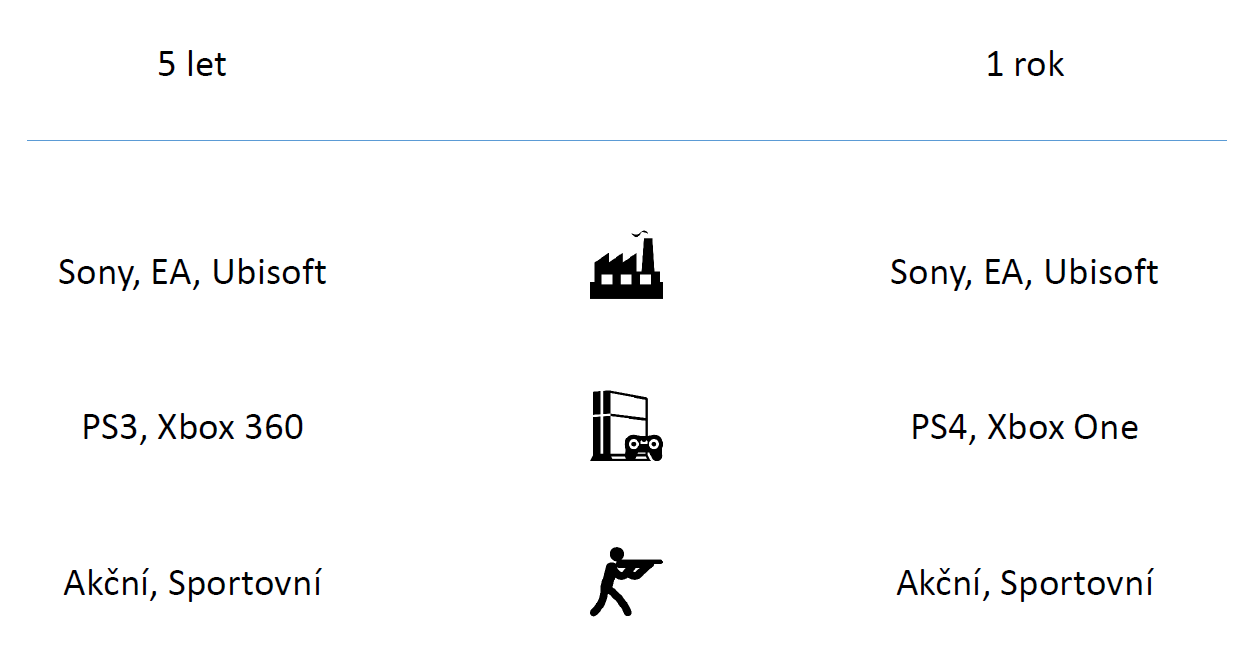 5 let
1 rok
Sony, EA, Ubisoft
Sony, EA, Ubisoft
PS3, Xbox 360
PS4, Xbox One
Akční, Sportovní
Akční, Sportovní